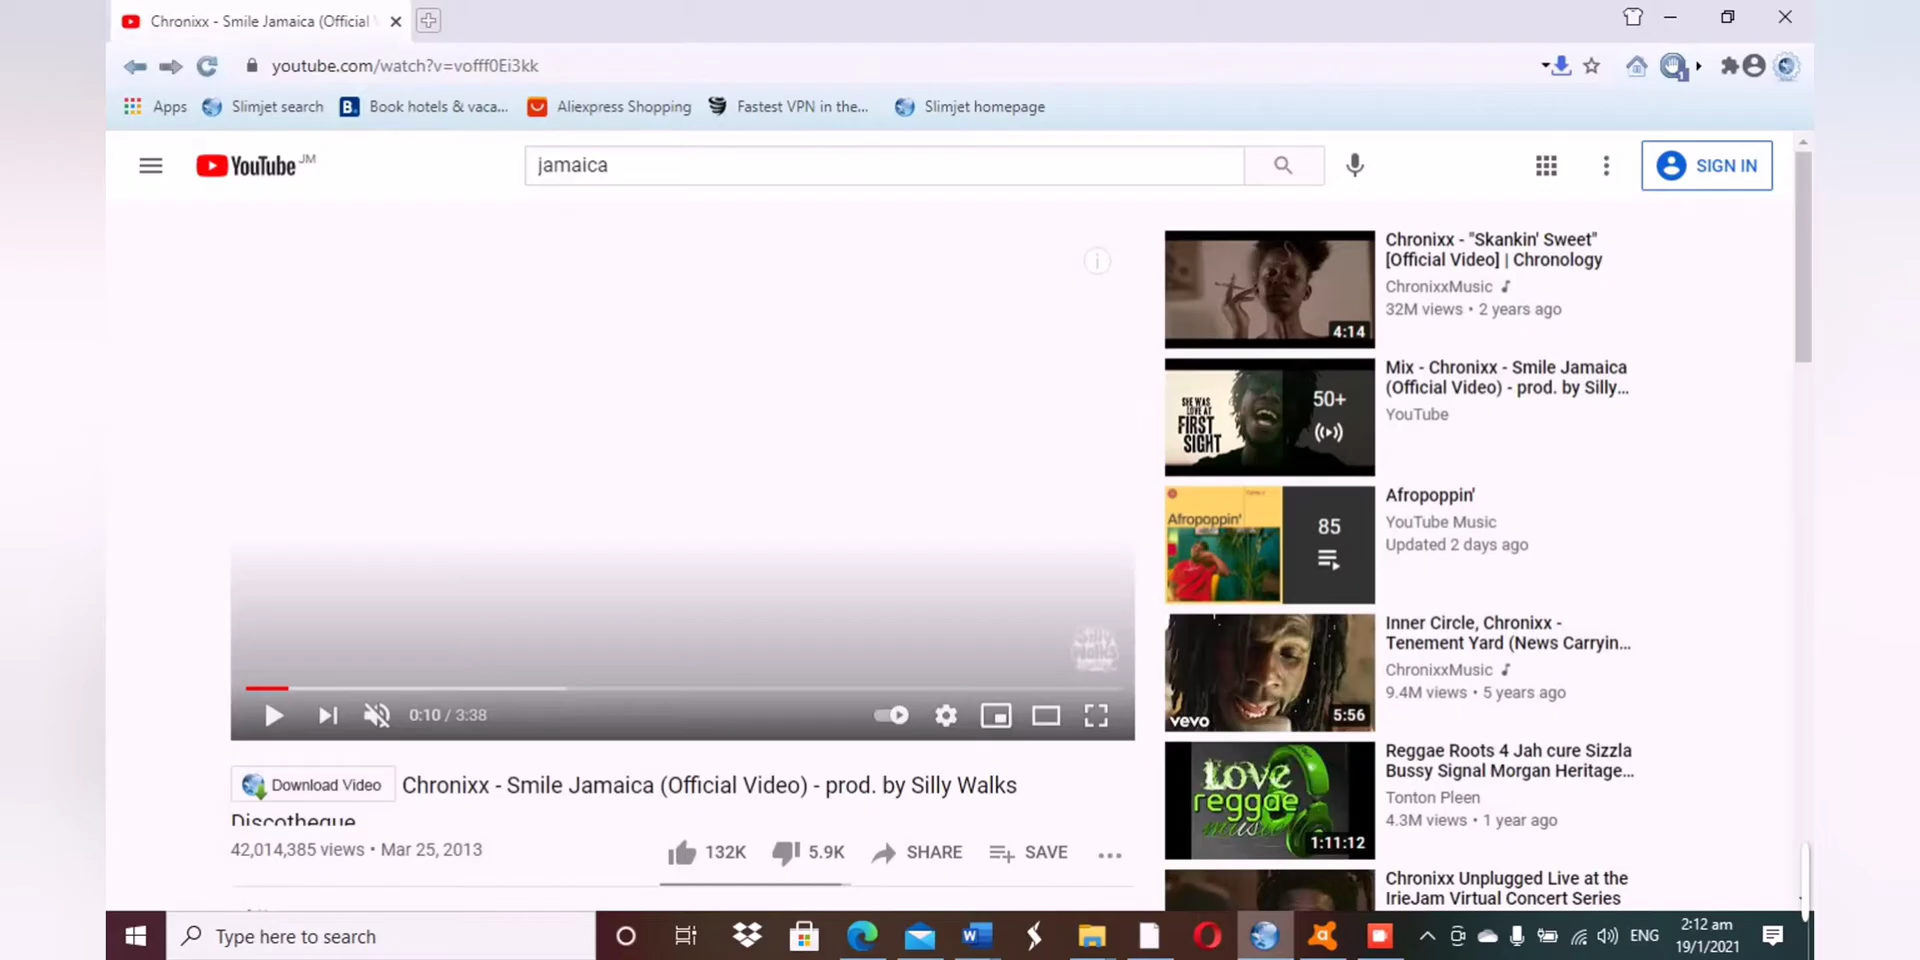 Chronixx - Smile Jamaica (Official
youtube.com/watch?v=vofff0Ei3kk
Apps
Slimjet search
B.
Book hotels & vaca...
Aliexpress Shopping
Fastest VPN in the...
Slimjet homepage
YouTube JM
jamaica
SIGN IN
Chronixx - "Skankin' Sweet"
[Official Video] | Chronology
ChronixxMusic
32M views • 2 years ago
4:14
Mix - Chronixx - Smile Jamaica
(Official Video) - prod. by Silly...
YouTube
SHE WAS
LOVE AT
FIRST
SIGHT
50+
Afropoppin'
YouTube Music
Updated 2 days ago
Afropoppin'
85
Inner Circle, Chronixx -
Tenement Yard (News Carryin...
ChronixxMusic
9.4M views • 5 years ago
vevo
5:56
Reggae Roots 4 Jah cure Sizzla
Bussy Signal Morgan Heritage...
Tonton Pleen
4.3M views • 1 year ago
LOVE
reggae
music
1:11:12
Chronixx Unplugged Live at the
IrieJam Virtual Concert Series
Silly
Walks
0:10 / 3:38
Download Video
Chronixx - Smile Jamaica (Official Video) - prod. by Silly Walks
Discotheque
42,014,385 views • Mar 25, 2013
132K
5.9K
SHARE
SAVE
Type here to search
ENG
2:12 am
19/1/2021